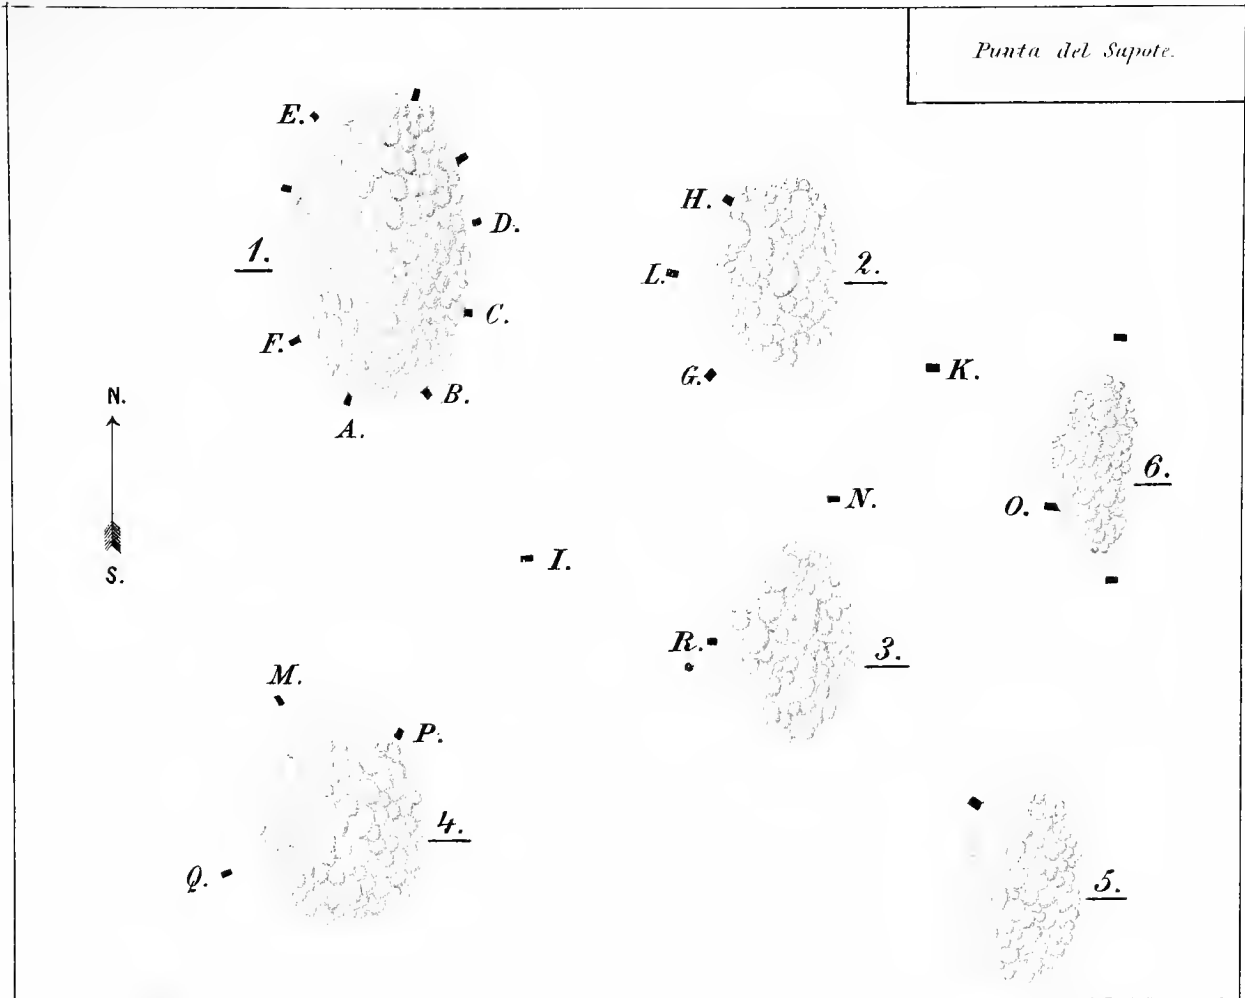 Punta del Sapote.
E.
D.
1.
C.
F.
B.
A.
H.
L.
2.
G.
K.
N.
S.
N.
O.
6.
I.
R.
3.
M.
P.
4.
Q.
5.